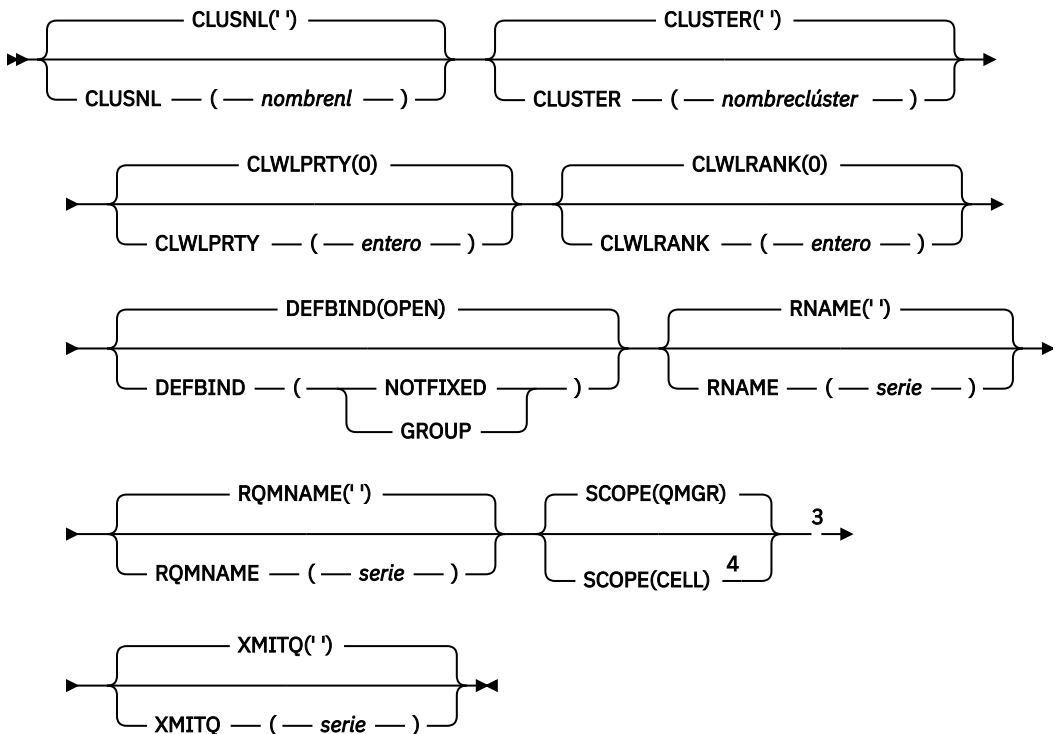 CLUSNL(' ') CLUSTER(' ')
CLUSNL ( nombrenl ) CLUSTER ( nombreclúster )
CLWLPRTY(0) CLWLRANK(0)
CLWLPRTY ( entero ) CLWLRANK ( entero )
DEFBIND(OPEN) RNAME(' ')
DEFBIND ( NOTFIXED ) RNAME ( serie )
GROUP
RQMNAME(' ') SCOPE(QMGR) 3
RQMNAME ( serie ) SCOPE(CELL) 4
XMITQ(' ')
XMITQ ( serie )